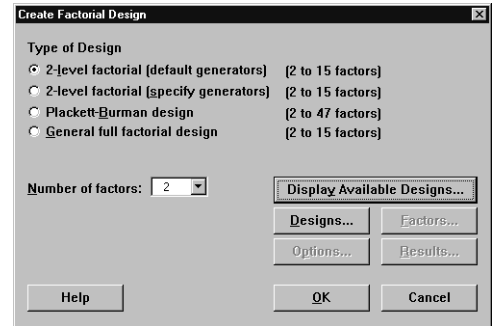 Create Factorial Design
Type of Design
2-level factorial (default generators) (2 to 15 factors)
2-level factorial (specify generators) (2 to 15 factors)
Plackett-Burman design (2 to 47 factors)
General full factorial design (2 to 15 factors)
Number of factors: 2 Display Available Designs...
Designs... Factors...
Options... Results...
Help OK Cancel